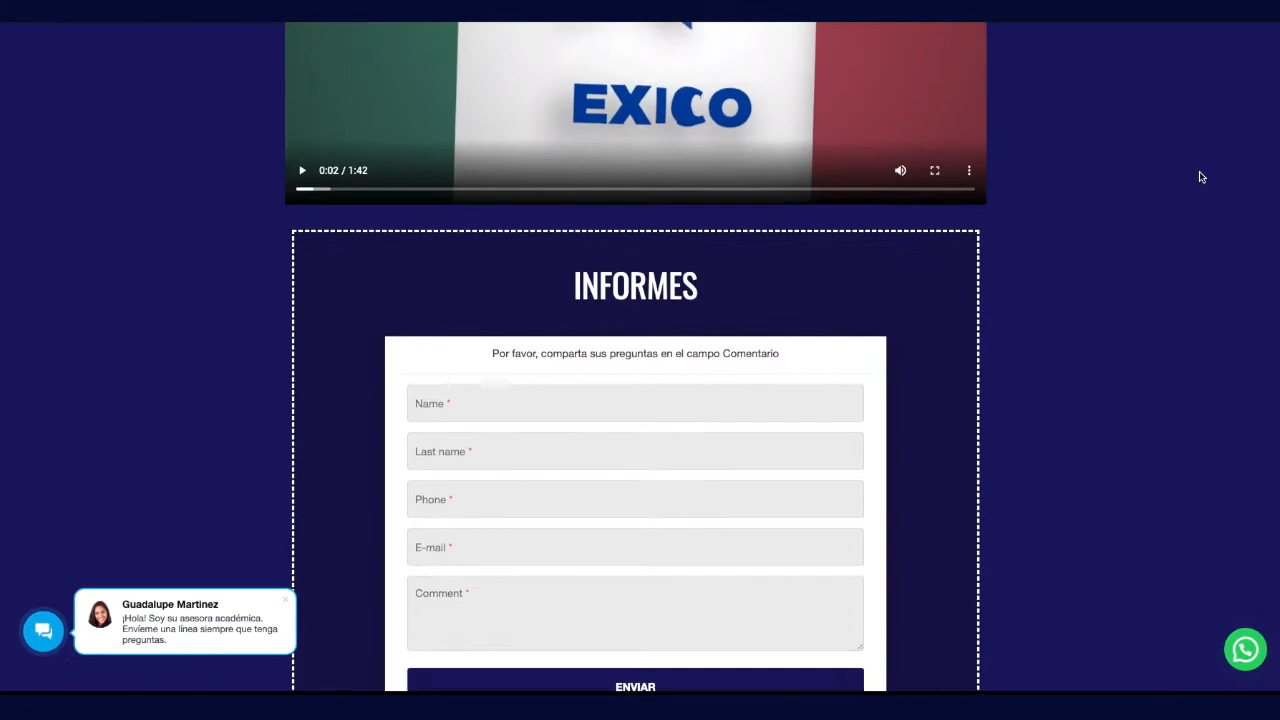 EXICO
0:02 / 1:42
INFORMES
Por favor, comparta sus preguntas en el campo Comentario
Name *
Last name *
Phone *
E-mail *
Comment *
ENVIAR
Guadalupe Martinez
¡Hola! Soy su asesora académica.
Envíeme una línea siempre que tenga
preguntas.